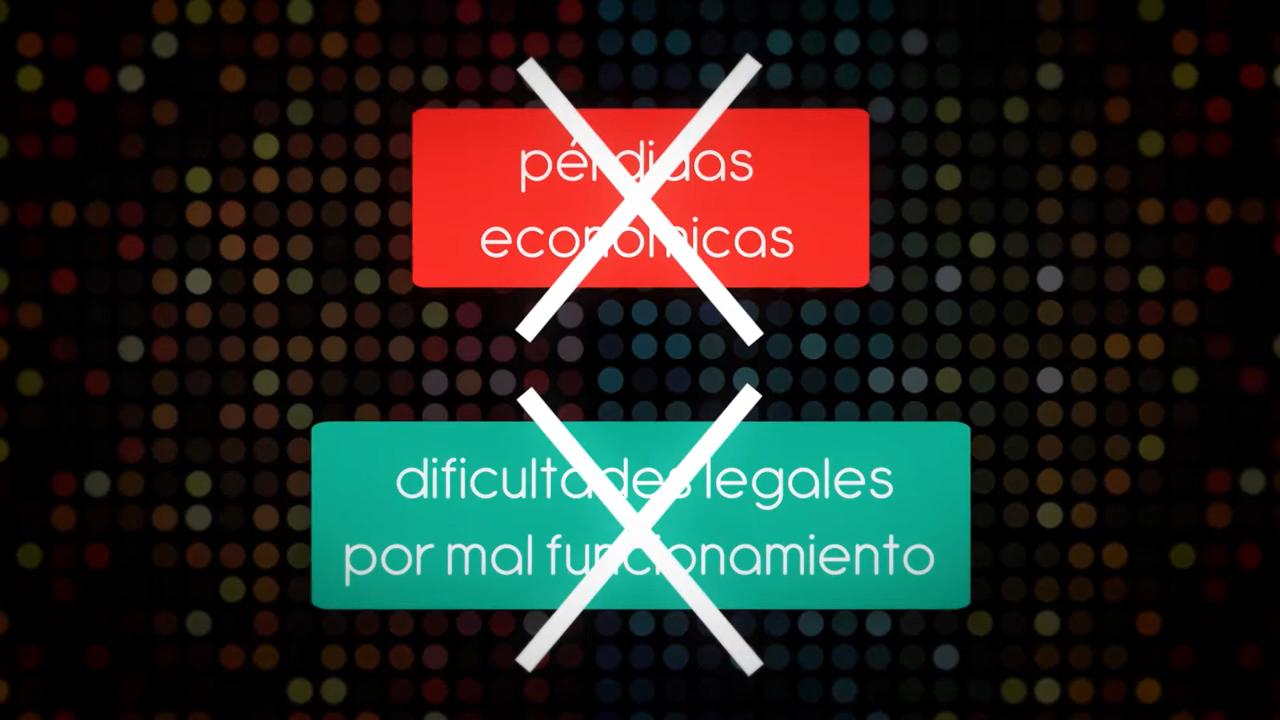 pérdidas
económicas
dificultades legales
por mal funcionamiento